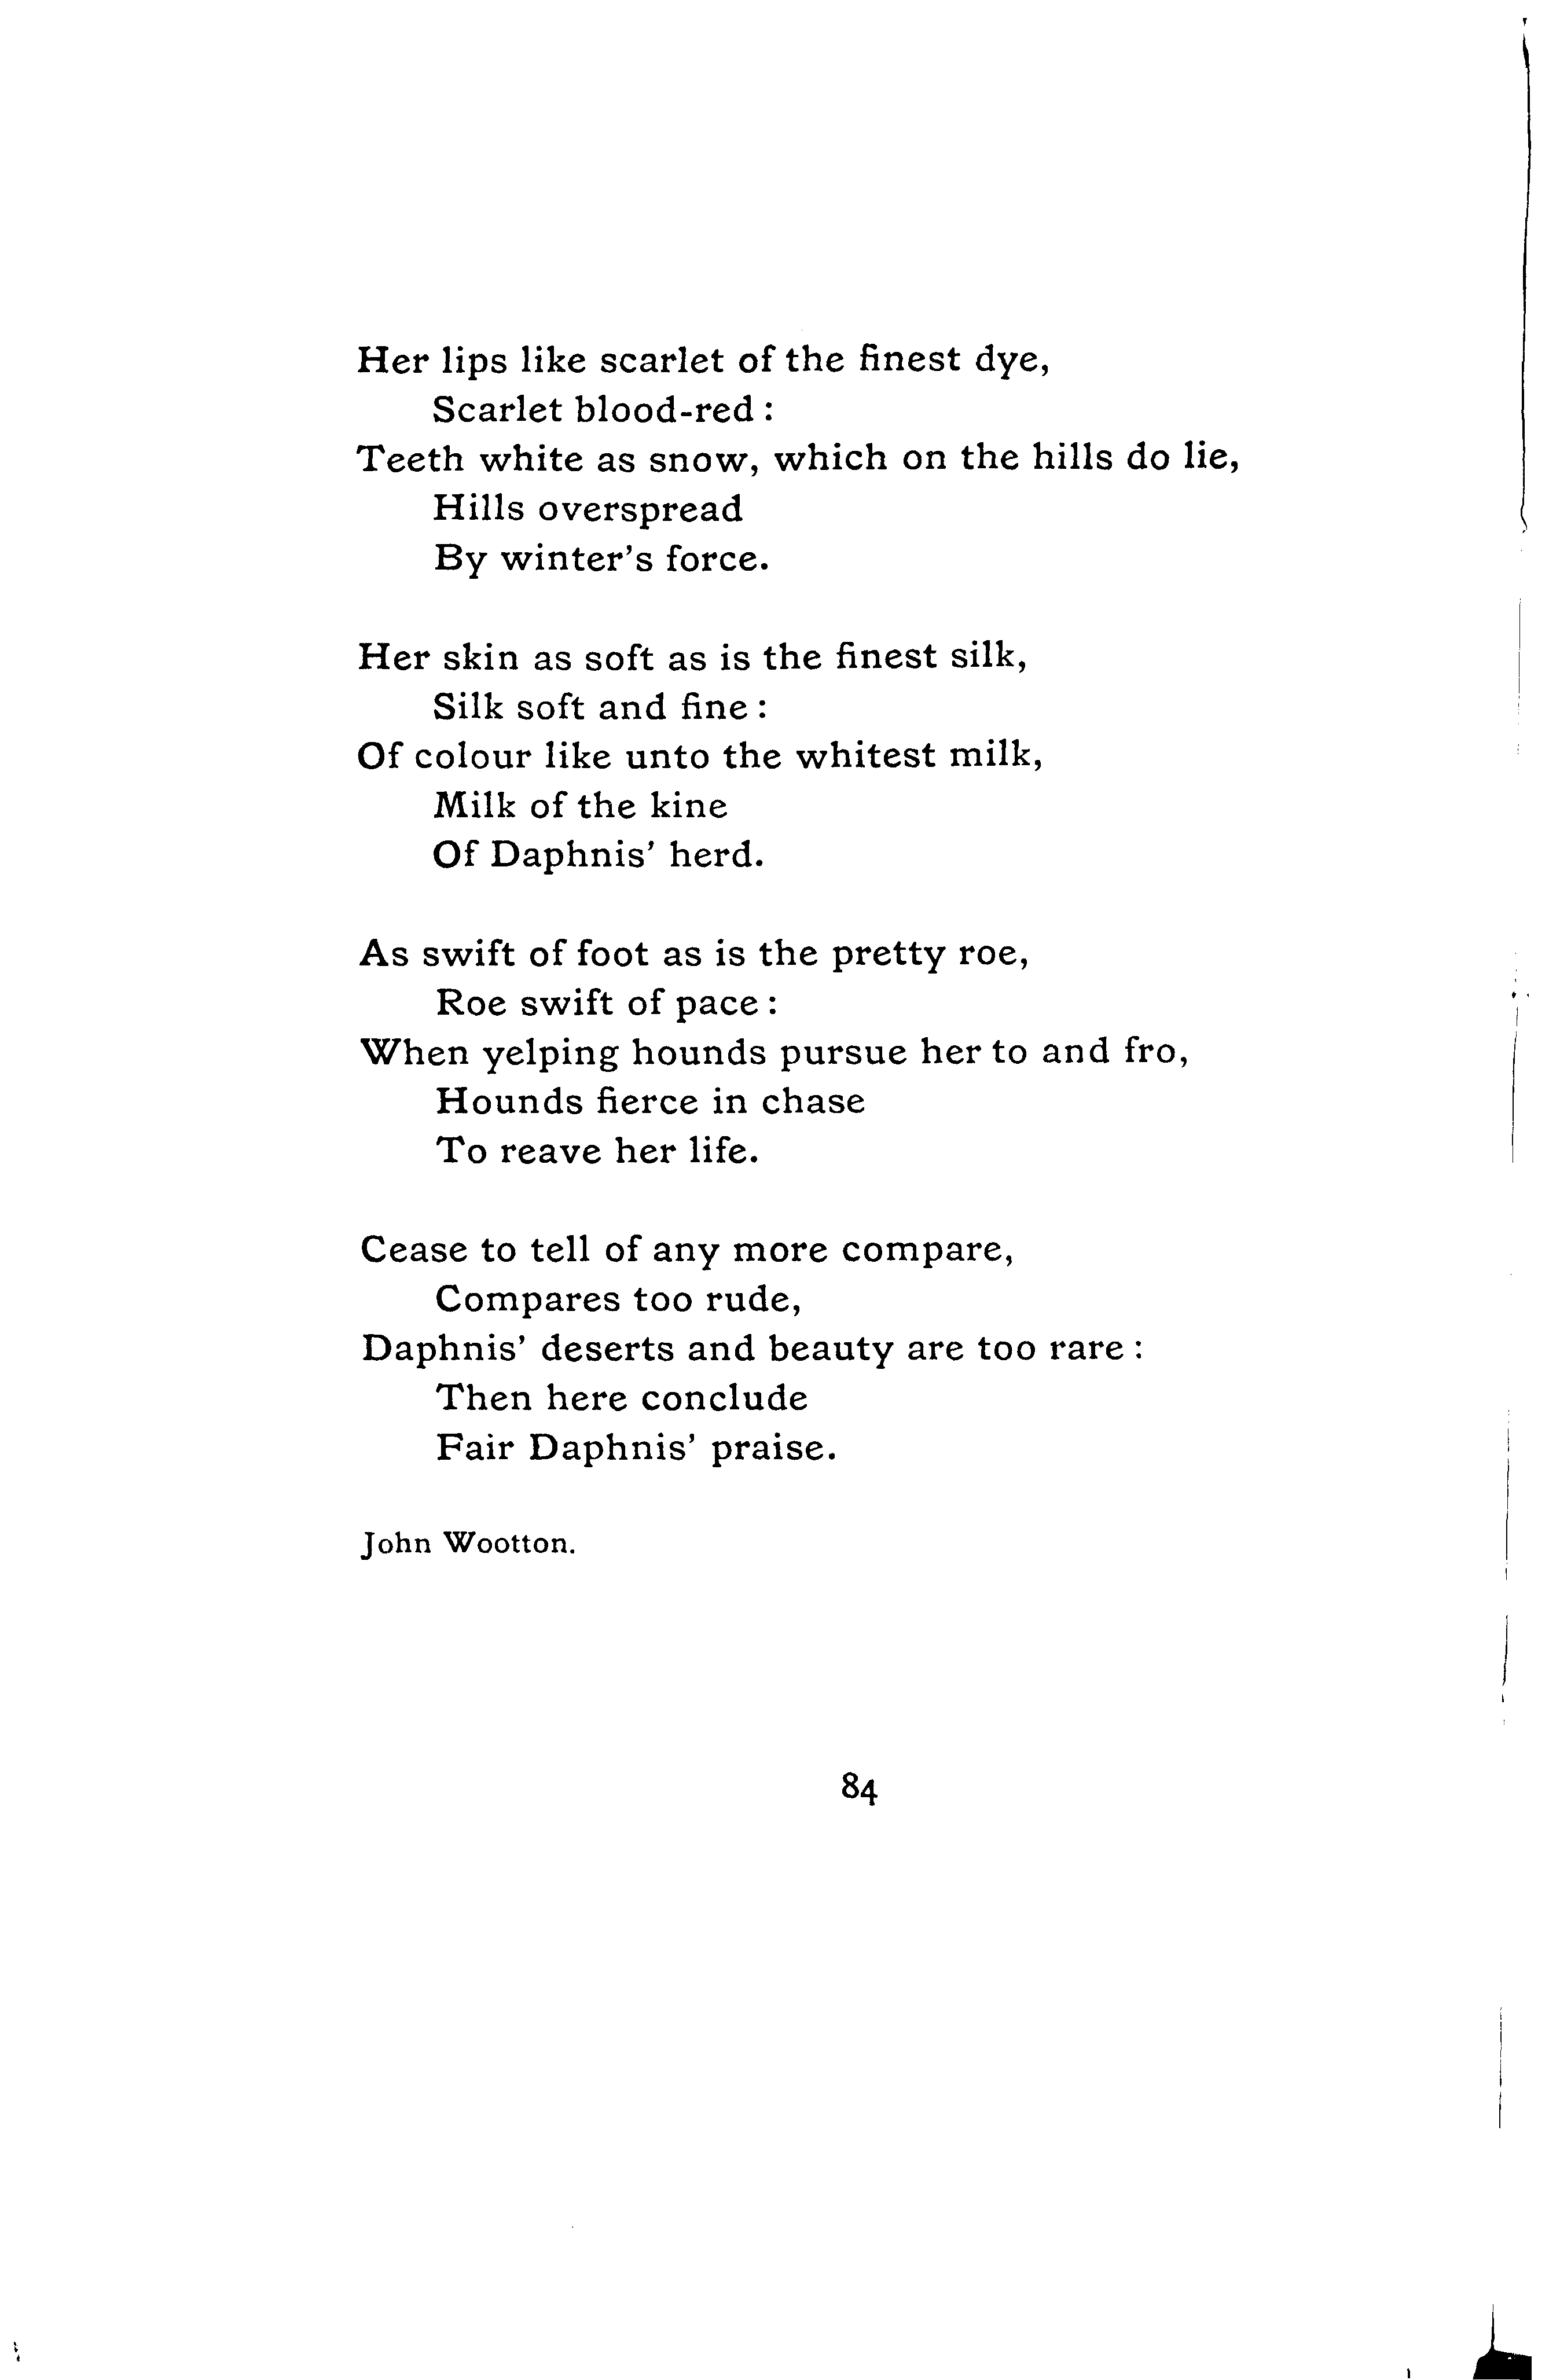 Her lips like scarlet of the finest dye,
Scarlet blood-red :
Teeth white as snow, which on the hills do lie,
Hills overspread
By winter's force.
Her skin as soft as is the finest silk,
Silk soft and fine :
Of colour like unto the whitest milk,
Milk of the kine
Of Daphnis' herd.
As swift of foot as is the pretty roe,
Roe swift of pace :
When yelping hounds pursue her to and fro,
Hounds fierce in chase
To reave her life.
Cease to tell of any more compare,
Compares too rude,
Daphnis' deserts and beauty are too rare :
Then here conclude
Fair Daphnis' praise.
John Wootton.
84